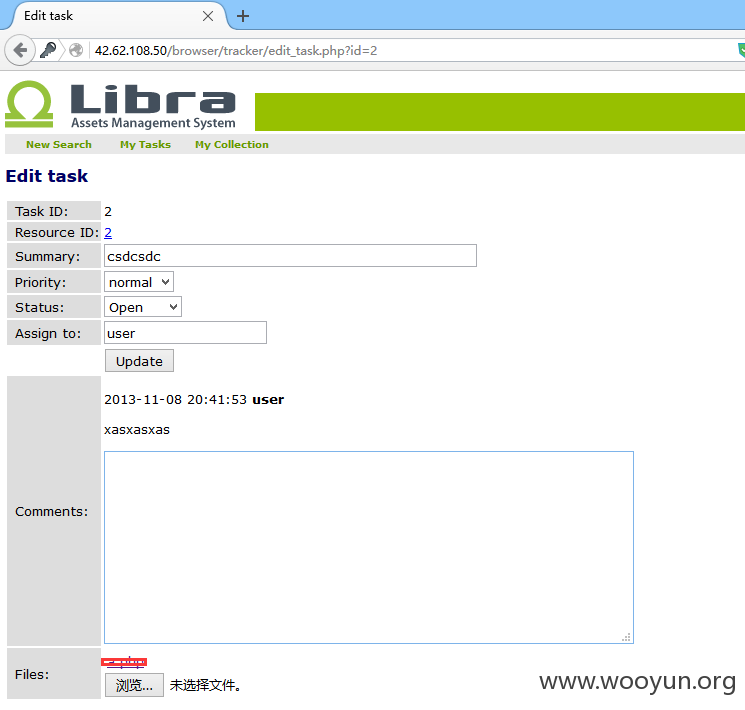 Edit task
42.62.108.50/browser/tracker/edit_task.php?id=2
Libra
Assets Management System
New Search My Tasks My Collection
Edit task
Task ID: 2
Resource ID: 2
Summary: csdcsdc
Priority: normal
Status: Open
Assign to: user
Update
2013-11-08 20:41:53 user
xasxasxas
Comments:
Files:
浏览... 未选择文件。
www.wooyun.org